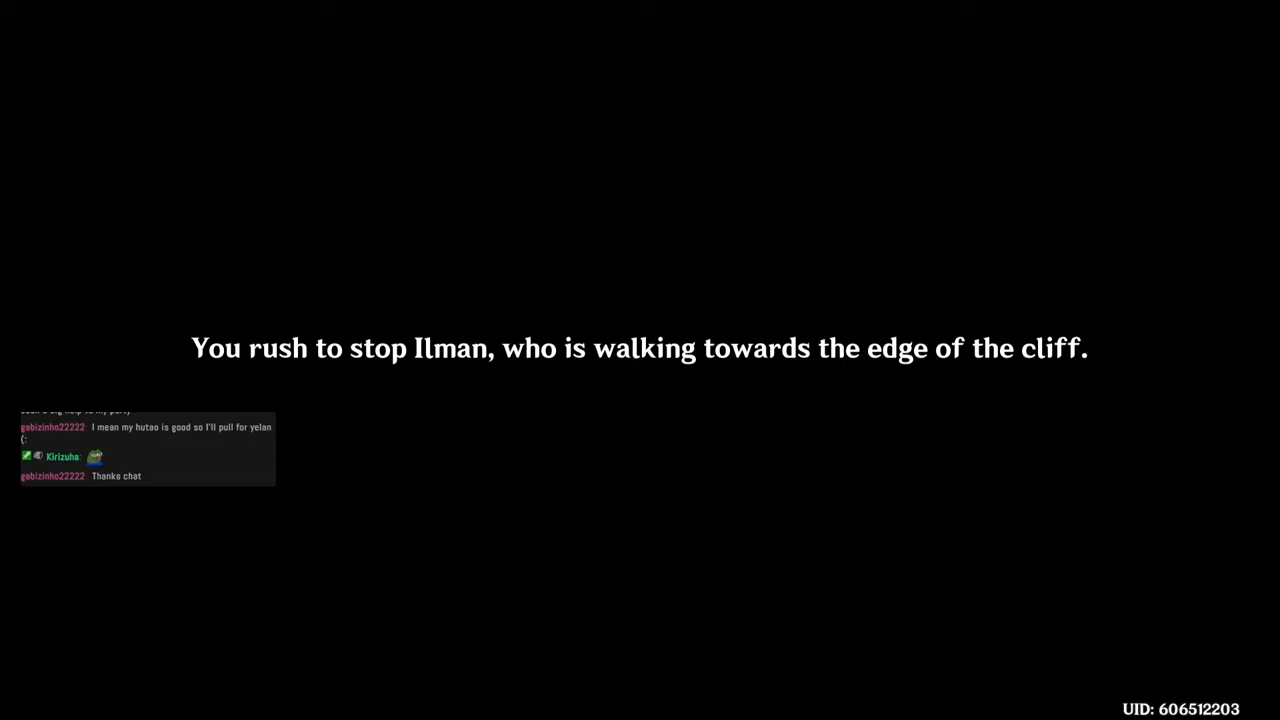 You rush to stop Ilman, who is walking towards the edge of the cliff.
gabizinho22222: I mean my hutao is good so I'll pull for yelan
(:
Kirizuha:
gabizinho22222 Thanks chat
UID: 606512203